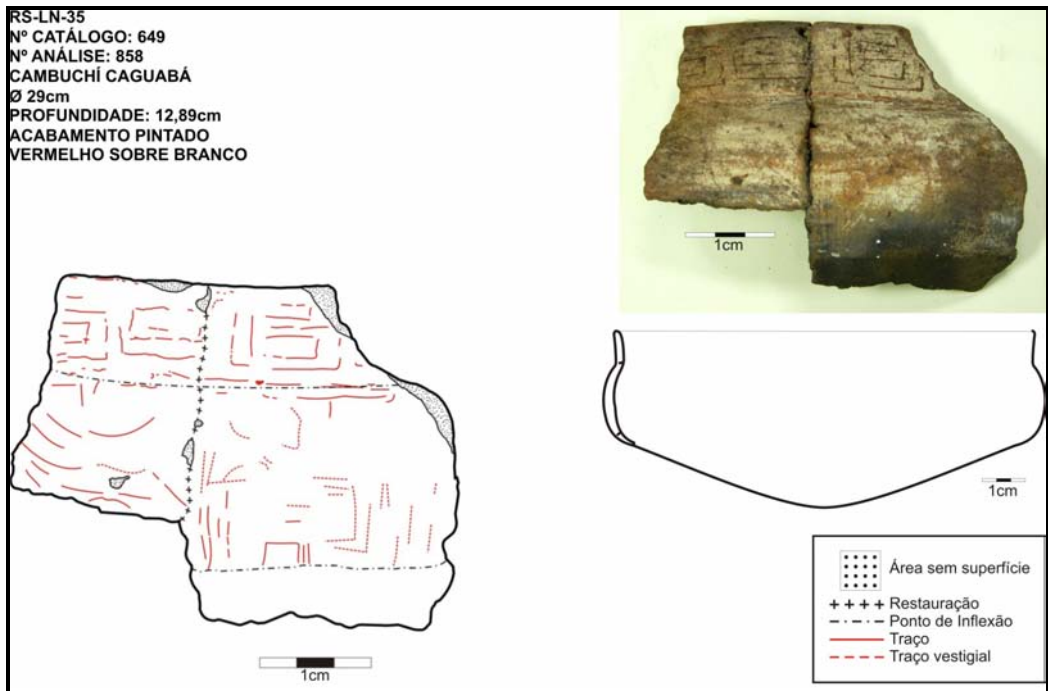 RS-LN-35
Nº CATÁLOGO: 649
Nº ANÁLISE: 858
CAMBUCHÍ CAGUABÁ
Ø 29cm
PROFUNDIDADE: 12,89cm
ACABAMENTO PINTADO
VERMELHO SOBRE BRANCO
1cm
1cm
1cm
Área sem superfície
Restauração
Ponto de Inflexão
Traço
Traço vestigial